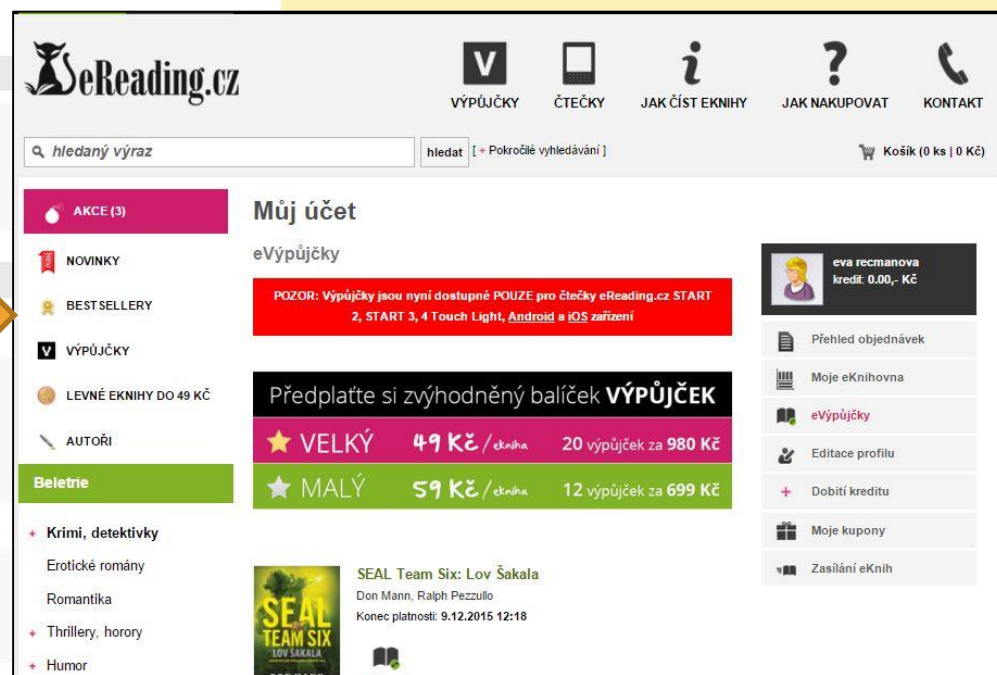 eReading.cz
VÝPŮJČKY
ČTEČKY
JAK ČÍST EKNIHY
JAK NAKUPOVAT
KONTAKT
hledaný výraz
hledat
[ + Pokročilé vyhledávání ]
Košík (0 ks | 0 Kč)
AKCE (3)
NOVINKY
BESTSELLERY
VÝPŮJČKY
LEVNÉ EKNIHY DO 49 KČ
AUTOŘI
Beletrie
+ Krimi, detektivky
Erotické romány
Romantika
+ Thrillery, horory
+ Humor
Můj účet
eVýpůjčky
POZOR: Výpůjčky jsou nyní dostupné POUZE pro čtečky eReading.cz START
2, START 3, 4 Touch Light, Android a iOS zařízení
Předplaťte si zvýhodněný balíček VÝPŮJČEK
VELKÝ 49 Kč/ekniha 20 výpůjček za 980 Kč
MALÝ 59 Kč/ekniha 12 výpůjček za 699 Kč
SEAL
TEAM SIX
LOV ŠAKALA
SEAL Team Six: Lov Šakala
Don Mann, Ralph Pezzullo
Konec platnosti: 9.12.2015 12:18
eva recmanova
kredit: 0.00,- Kč
Přehled objednávek
Moje eKnihovna
eVýpůjčky
Editace profilu
+ Dobití kreditu
Moje kupony
Zasílání eKnih